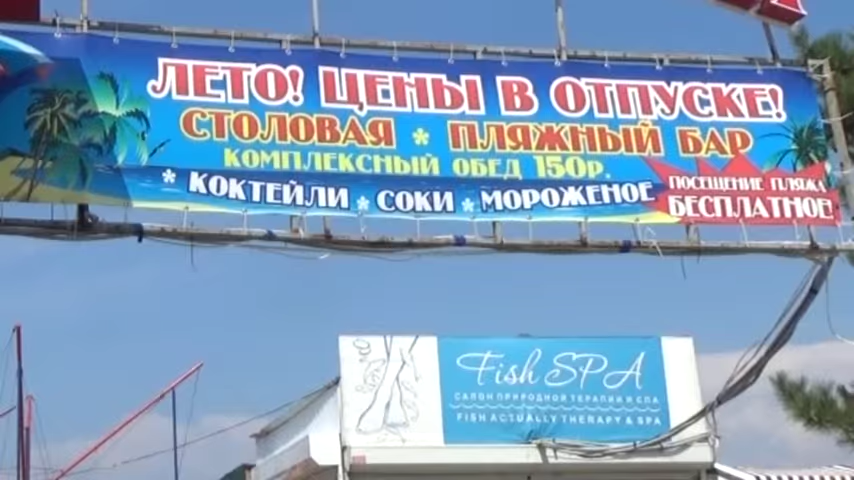 ЛЕТО! ЦЕНЫ В ОТПУСКЕ!
СТОЛОВАЯ * ПЛЯЖНЫЙ БАР
КОМПЛЕКСНЫЙ ОБЕД 150р.
* КОКТЕЙЛИ * СОКИ * МОРОЖЕНОЕ
ПОСЕЩЕНИЕ ПЛЯЖА
БЕСПЛАТНОЕ!
Fish SPA
САЛОН ПРИРОДНОЙ ТЕРАПИИ И СПА
FISH ACTUALLY THERAPY & SPA